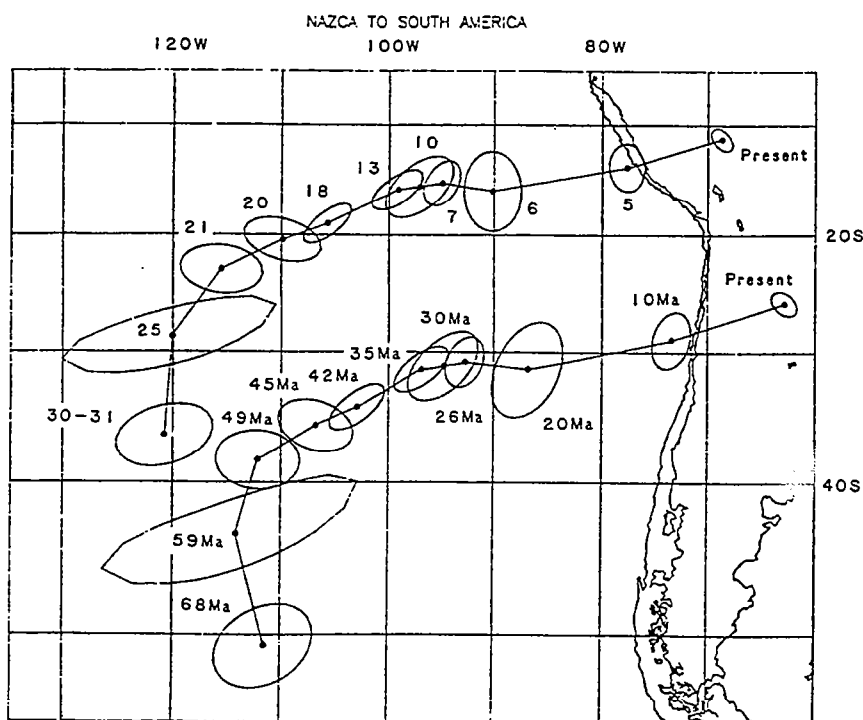 NAZCA TO SOUTH AMERICA
120W 100W 80W
10
13
18
20
21
7
6
5
Present
20S
25
Present
10Ma
30Ma
35Ma
42Ma
45Ma
30-31
49Ma
26Ma
20Ma
40S
59Ma
68Ma